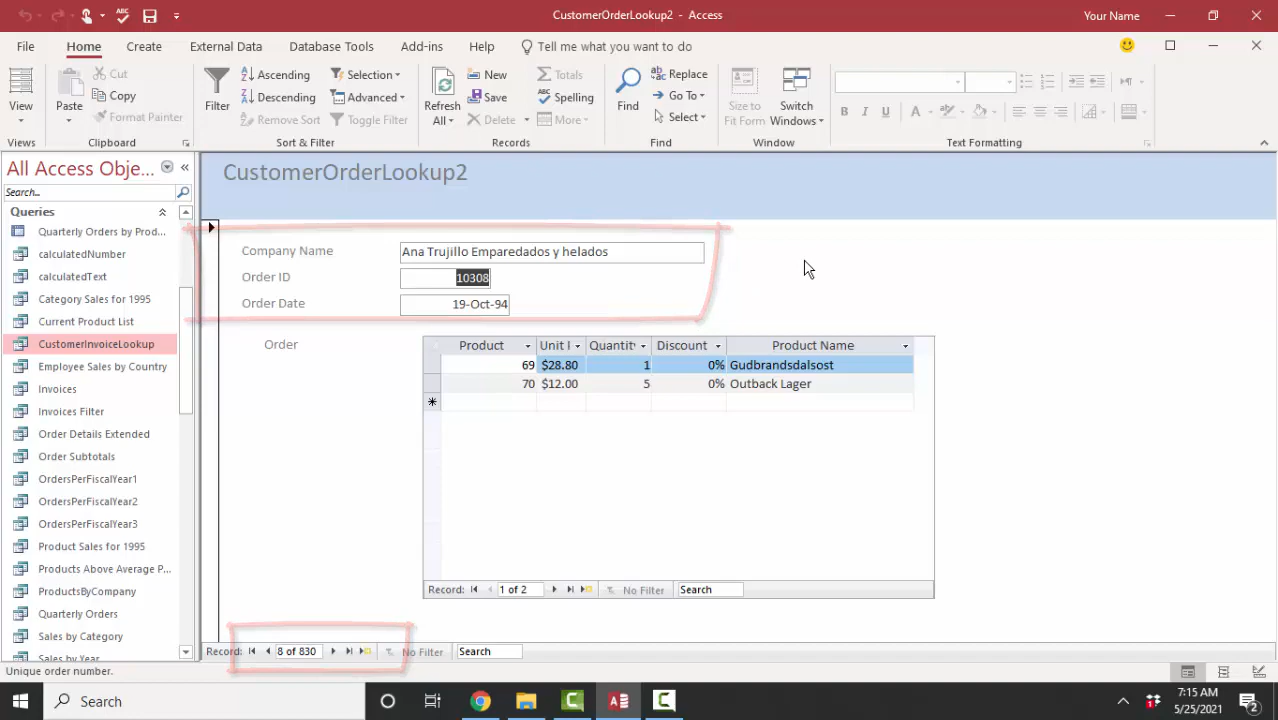 CustomerOrderLookup2 - Access
Your Name
File Home Create External Data Database Tools Add-ins Help Tell me what you want to do
View
Views
Paste
Cut
Copy
Format Painter
Clipboard
Filter
Ascending
Descending
Remove Sort
Selection
Advanced
Toggle Filter
Sort & Filter
Refresh
All
New
Save
Delete
Totals
Spelling
More
Records
Find
Replace
Go To
Select
Find
Size to
Fit Form
Switch
Windows
Window
B I U A
Text Formatting
All Access Obje...
Search...
Queries
Quarterly Orders by Prod...
calculatedNumber
calculatedText
Category Sales for 1995
Current Product List
CustomerInvoiceLookup
Employee Sales by Country
Invoices
Invoices Filter
Order Details Extended
Order Subtotals
OrdersPerFiscalYear1
OrdersPerFiscalYear2
OrdersPerFiscalYear3
Product Sales for 1995
Products Above Average P...
ProductsByCompany
Quarterly Orders
Sales by Category
Sales by Year
CustomerOrderLookup2
Company Name Ana Trujillo Emparedados y helados
Order ID 10308
Order Date 19-Oct-94
Order
Product Unit Quantity Discount Product Name
69 $28.80 1 0% Gudbrandsdalsost
70 $12.00 5 0% Outback Lager
Record: 1 of 2 No Filter Search
Record: 8 of 830 No Filter Search
Unique order number.
Search
7:15 AM
5/25/2021
2